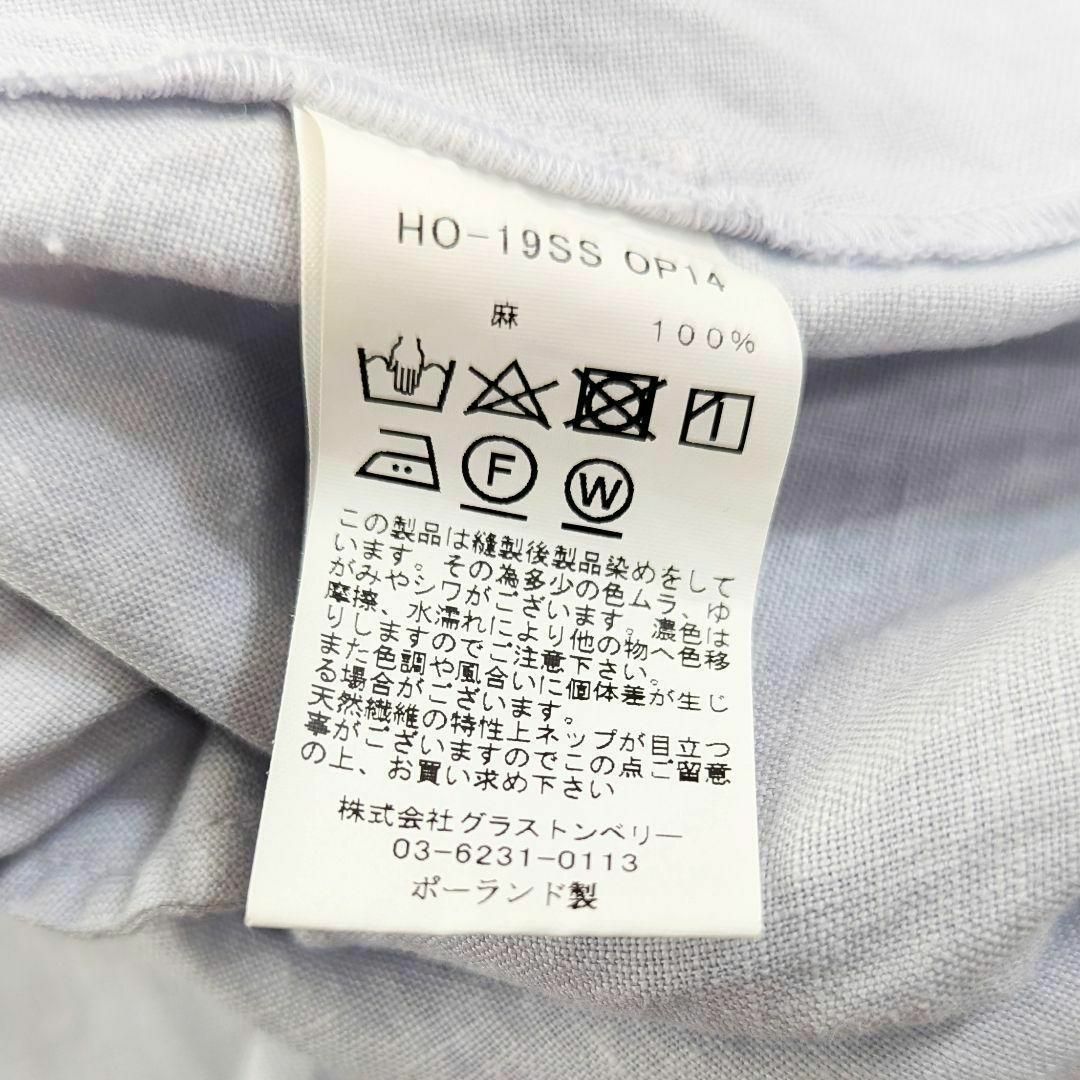 HO-19SS OP14
麻 100%
F W
この製品は縫製後製品染めをして
います。その為多少の色ムラ、ゆ
がみやシワがございます。濃色は
摩擦、水濡れにより他の物へ色移
りしますのでご注意下さい。
また色調や風合いに個体差が生じ
る場合がございます。
天然繊維の特性上ネップが目立つ
事がございますのでこの点ご留意
の上、お買い求め下さい
株式会社グラストンベリー
03-6231-0113
ポーランド製